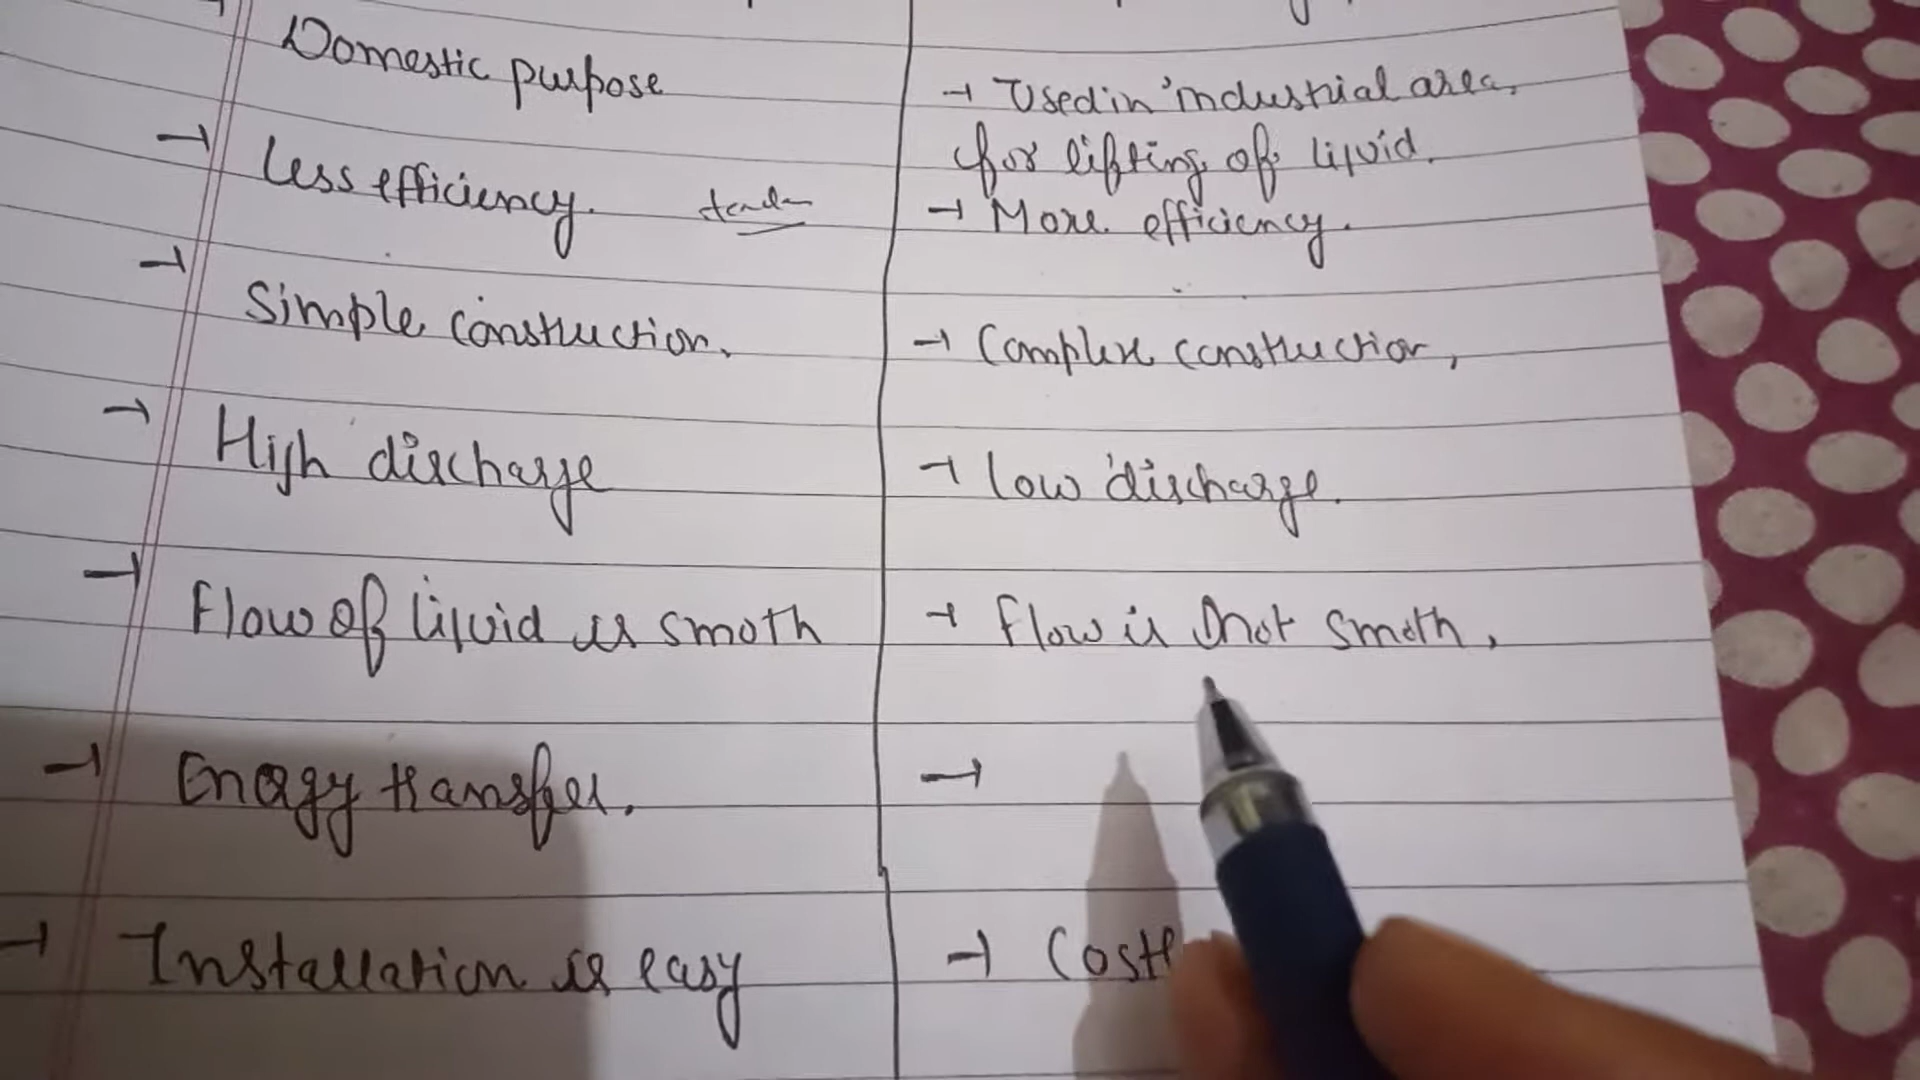 Domestic purpose
→ Less efficiency.
→ Simple construction.
→ High discharge
→ Flow of liquid is smoth
→ Energy transfer.
→ Installation is easy
→ Used in industrial area,
for lifting of liquid.
→ More efficiency.
→ Complex construction,
→ Low discharge.
→ Flow is not smoth,
→
→